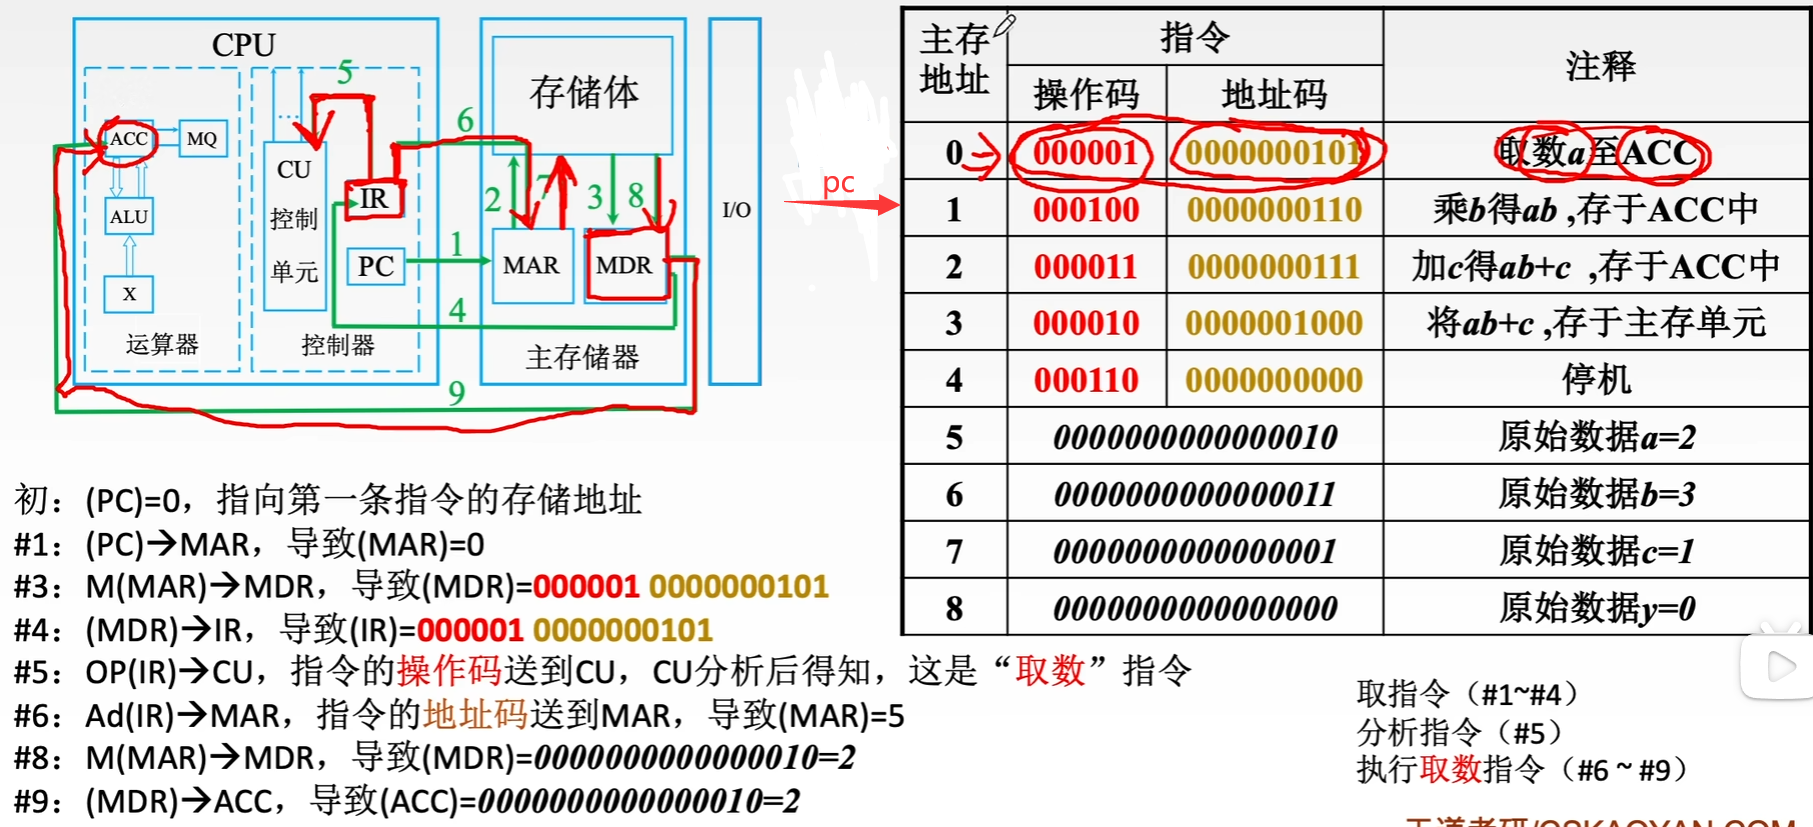 CPU
ACC
MQ
ALU
X
运算器
5
...
CU
控制
单元
IR
PC
控制器
6
1
4
9
存储体
2
7
3
8
MAR
MDR
主存储器
I/O
pc
主存地址 指令 注释
操作码 地址码
0 000001 0000000101 取数a至ACC
1 000100 0000000110 乘b得ab ,存于ACC中
2 000011 0000000111 加c得ab+c ,存于ACC中
3 000010 0000001000 将ab+c ,存于主存单元
4 000110 0000000000 停机
5 0000000000000010 原始数据a=2
6 0000000000000011 原始数据b=3
7 0000000000000001 原始数据c=1
8 0000000000000000 原始数据y=0
初：(PC)=0，指向第一条指令的存储地址
#1：(PC)→MAR，导致(MAR)=0
#3：M(MAR)→MDR，导致(MDR)=000001 0000000101
#4：(MDR)→IR，导致(IR)=000001 0000000101
#5：OP(IR)→CU，指令的操作码送到CU，CU分析后得知，这是“取数”指令
#6：Ad(IR)→MAR，指令的地址码送到MAR，导致(MAR)=5
#8：M(MAR)→MDR，导致(MDR)=0000000000000010=2
#9：(MDR)→ACC，导致(ACC)=0000000000000010=2
取指令（#1~#4）
分析指令（#5）
执行取数指令（#6 ~ #9）